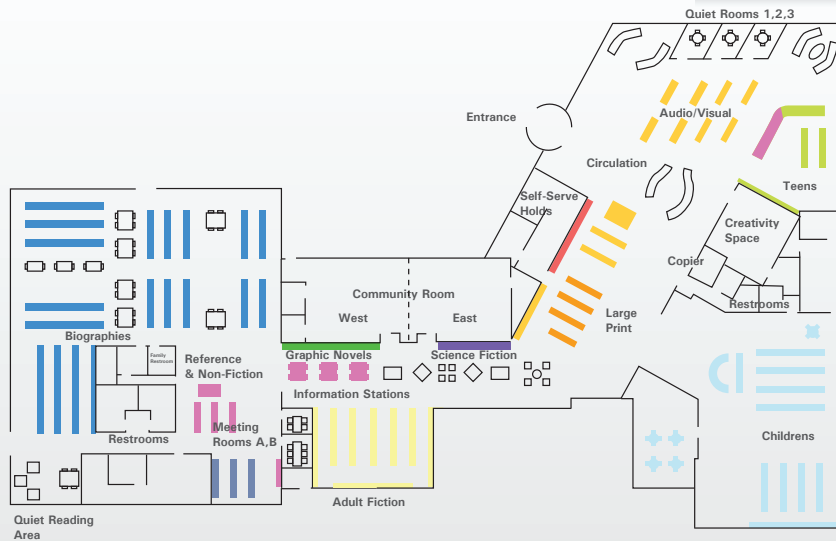 Quiet Rooms 1,2,3
Audio/Visual
Entrance
Circulation
Teens
Self-Serve
Holds
Creativity
Space
Copier
Restrooms
Community Room
West
East
Large
Print
Biographies
Graphic Novels
Science Fiction
Family
Restroom
Reference
& Non-Fiction
Information Stations
Restrooms
Meeting
Rooms A,B
Childrens
Adult Fiction
Quiet Reading
Area